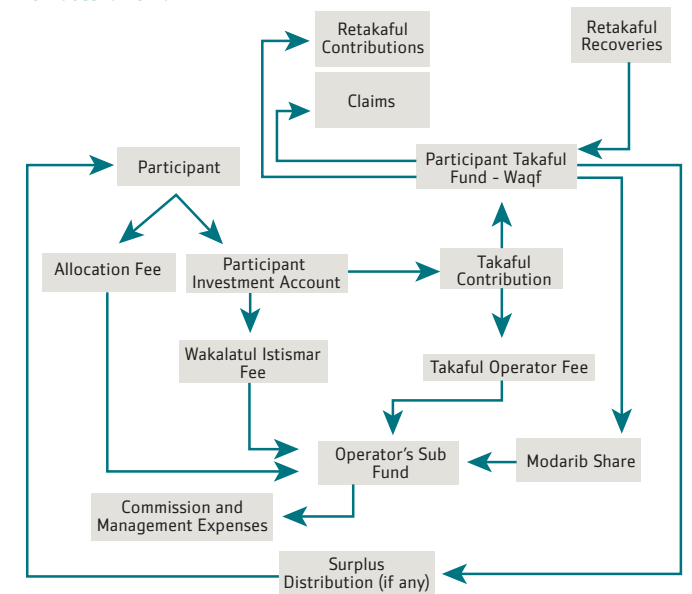 Retakaful
Contributions
Retakaful
Recoveries
Claims
Participant
Participant Takaful
Fund - Waqf
Allocation Fee
Participant
Investment Account
Takaful
Contribution
Wakalatul Istismar
Fee
Takaful Operator Fee
Operator's Sub
Fund
Modarib Share
Commission and
Management Expenses
Surplus
Distribution (if any)